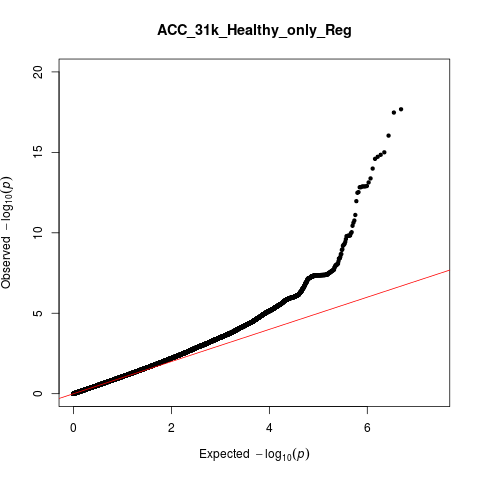 ACC_31k_Healthy_only_Reg
Observed −log10(p)
20
15
10
5
0
0 2 4 6
Expected −log10(p)